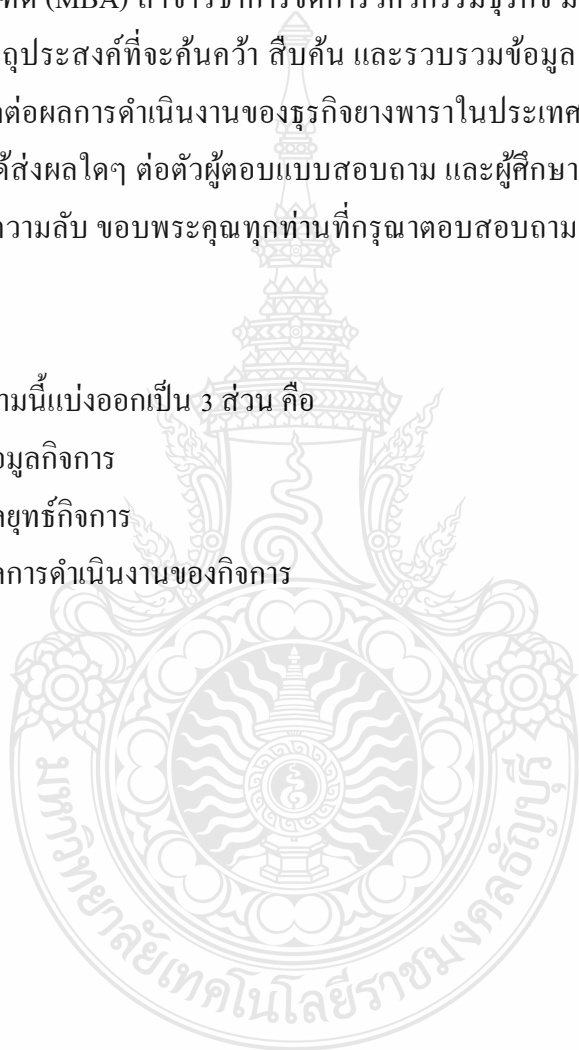 (MBA) สาขาวิชาการจัดการวิศวกรรมธุรกิจ
ถุประสงค์ที่จะค้นคว้า สืบค้น และรวบรวมข้อมูล
ต่อผลการดำเนินงานของธุรกิจยางพาราในประเทศ
ด้ส่งผลใดๆ ต่อตัวผู้ตอบแบบสอบถาม และผู้ศึกษา
ความลับ ขอบพระคุณทุกท่านที่กรุณาตอบสอบถาม
ามนี้แบ่งออกเป็น 3 ส่วน คือ
อมูลกิจการ
ลยุทธ์กิจการ
ลการดำเนินงานของกิจการ
มหาวิทยาลัยเทคโนโลยีราชมงคลธัญบุรี